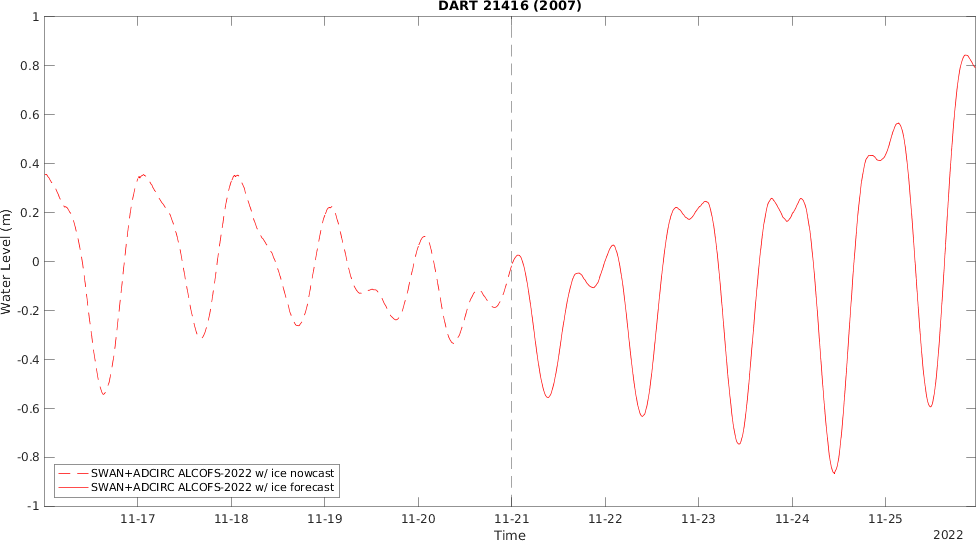 DART 21416 (2007)
Water Level (m)
1
0.8
0.6
0.4
0.2
0
-0.2
-0.4
-0.6
-0.8
-1
SWAN+ADCIRC ALCOFS-2022 w/ ice nowcast
SWAN+ADCIRC ALCOFS-2022 w/ ice forecast
11-17 11-18 11-19 11-20 11-21 11-22 11-23 11-24 11-25
Time
2022